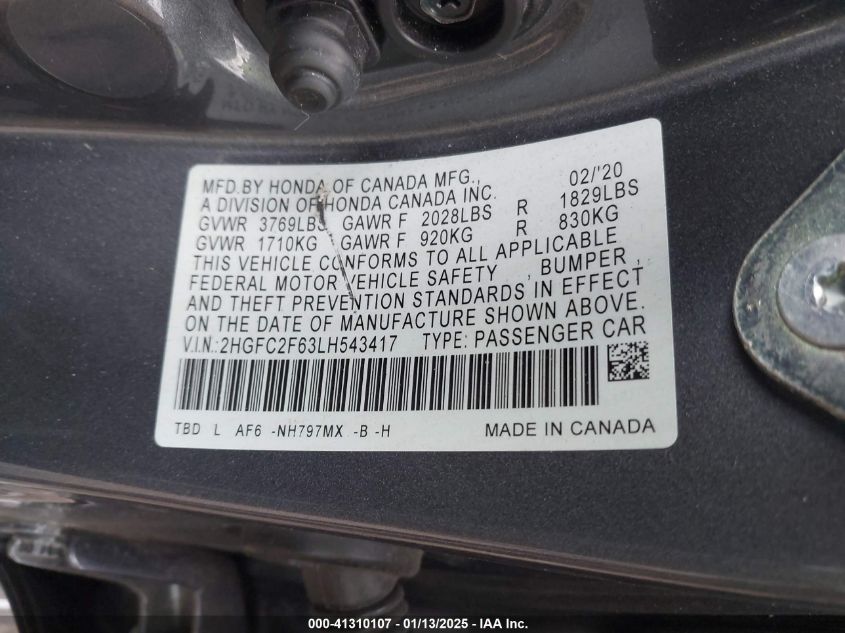 MFD.BY HONDA OF CANADA MFG., 02/'20
A DIVISION OF HONDA CANADA INC.
GVWR 3769LBS GAWR F 2028LBS R 1829LBS
GVWR 1710KG GAWR F 920KG R 830KG
THIS VEHICLE CONFORMS TO ALL APPLICABLE
FEDERAL MOTOR VEHICLE SAFETY , BUMPER ,
AND THEFT PREVENTION STANDARDS IN EFFECT
ON THE DATE OF MANUFACTURE SHOWN ABOVE.
V.I.N.:2HGFC2F63LH543417 TYPE: PASSENGER CAR
TBD L AF6 -NH797MX -B -H MADE IN CANADA
000-41310107 - 01/13/2025 - © IAA Inc.